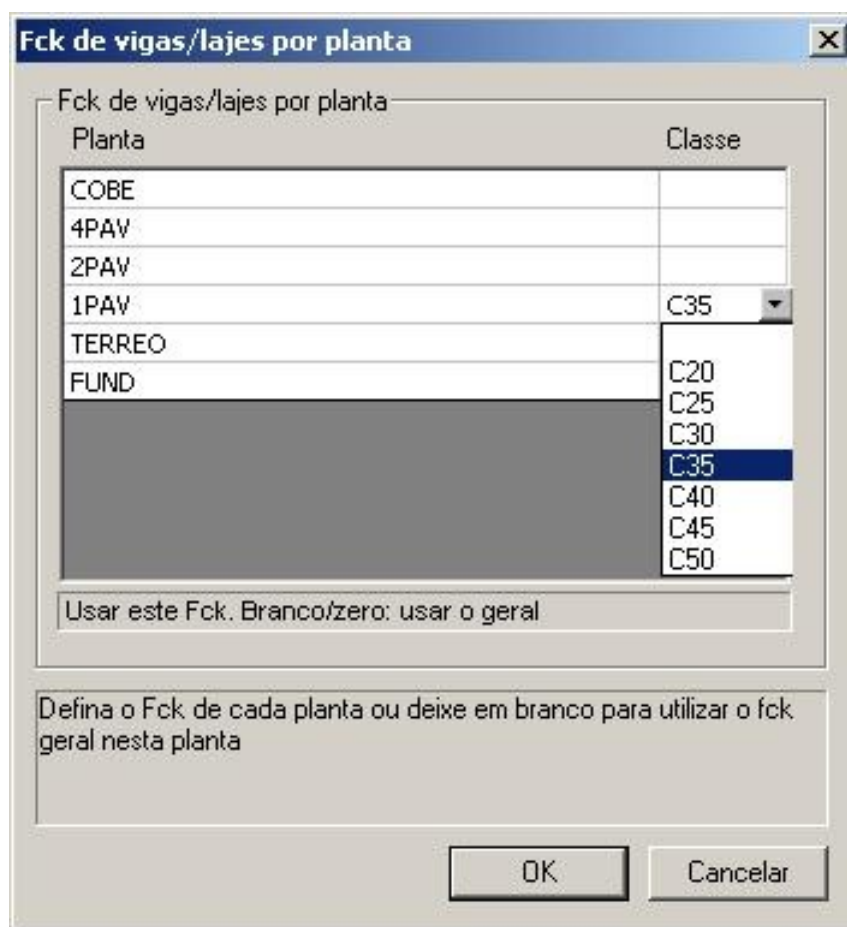 Fck de vigas/lajes por planta
Fck de vigas/lajes por planta
Planta Classe
COBE
4PAV
2PAV
1PAV C35
TERREO
FUND
C20
C25
C30
C35
C40
C45
C50
Usar este Fck. Branco/zero: usar o geral
Defina o Fck de cada planta ou deixe em branco para utilizar o fck
geral nesta planta
OK Cancelar